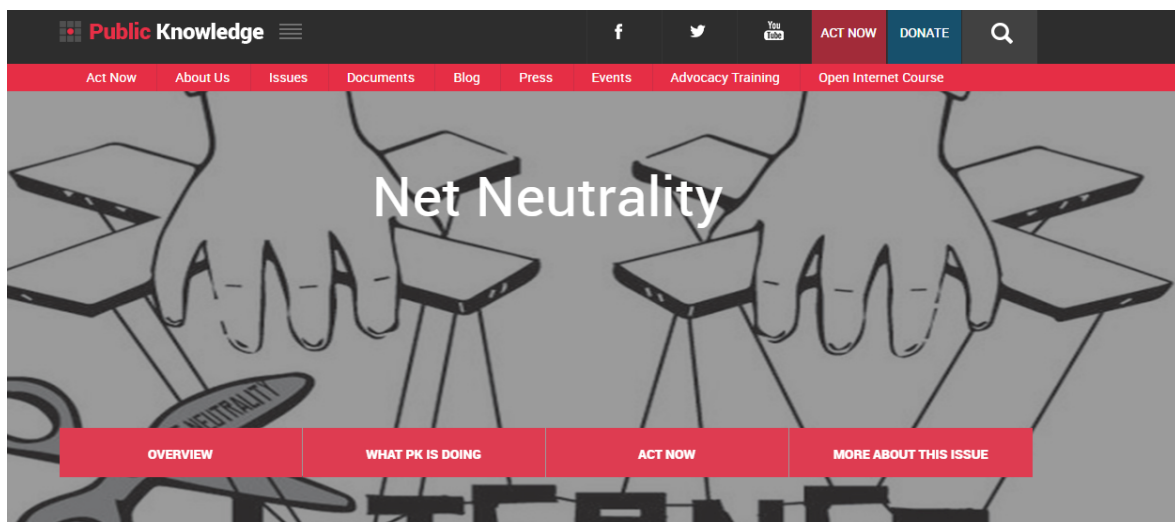 Public Knowledge
f
You Tube
ACT NOW
DONATE
Act Now
About Us
Issues
Documents
Blog
Press
Events
Advocacy Training
Open Internet Course
Net Neutrality
NEUTRALITY
OVERVIEW
WHAT PK IS DOING
ACT NOW
MORE ABOUT THIS ISSUE